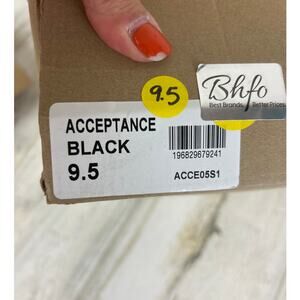 9.5
Bhfo
Best Brands. Better Prices.
ACCEPTANCE
BLACK
9.5
196829679241
ACCE05S1